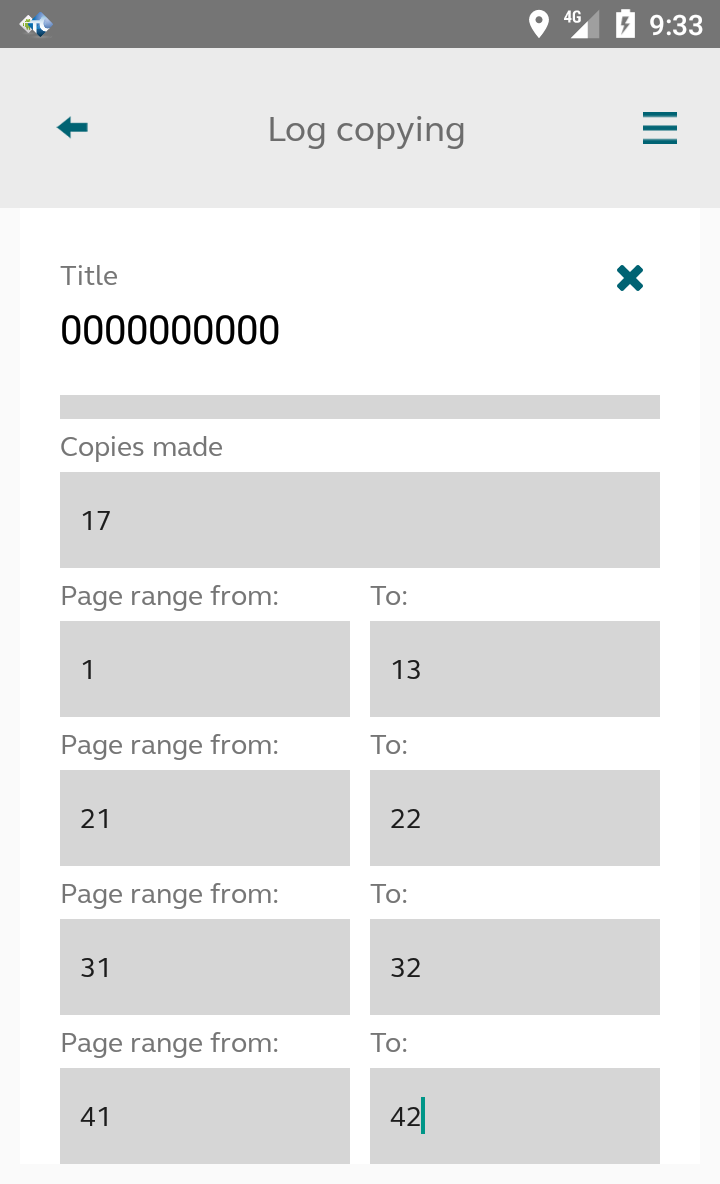 4G 9:33
Log copying
Title
0000000000
Copies made
17
Page range from: To:
1 13
Page range from: To:
21 22
Page range from: To:
31 32
Page range from: To:
41 42